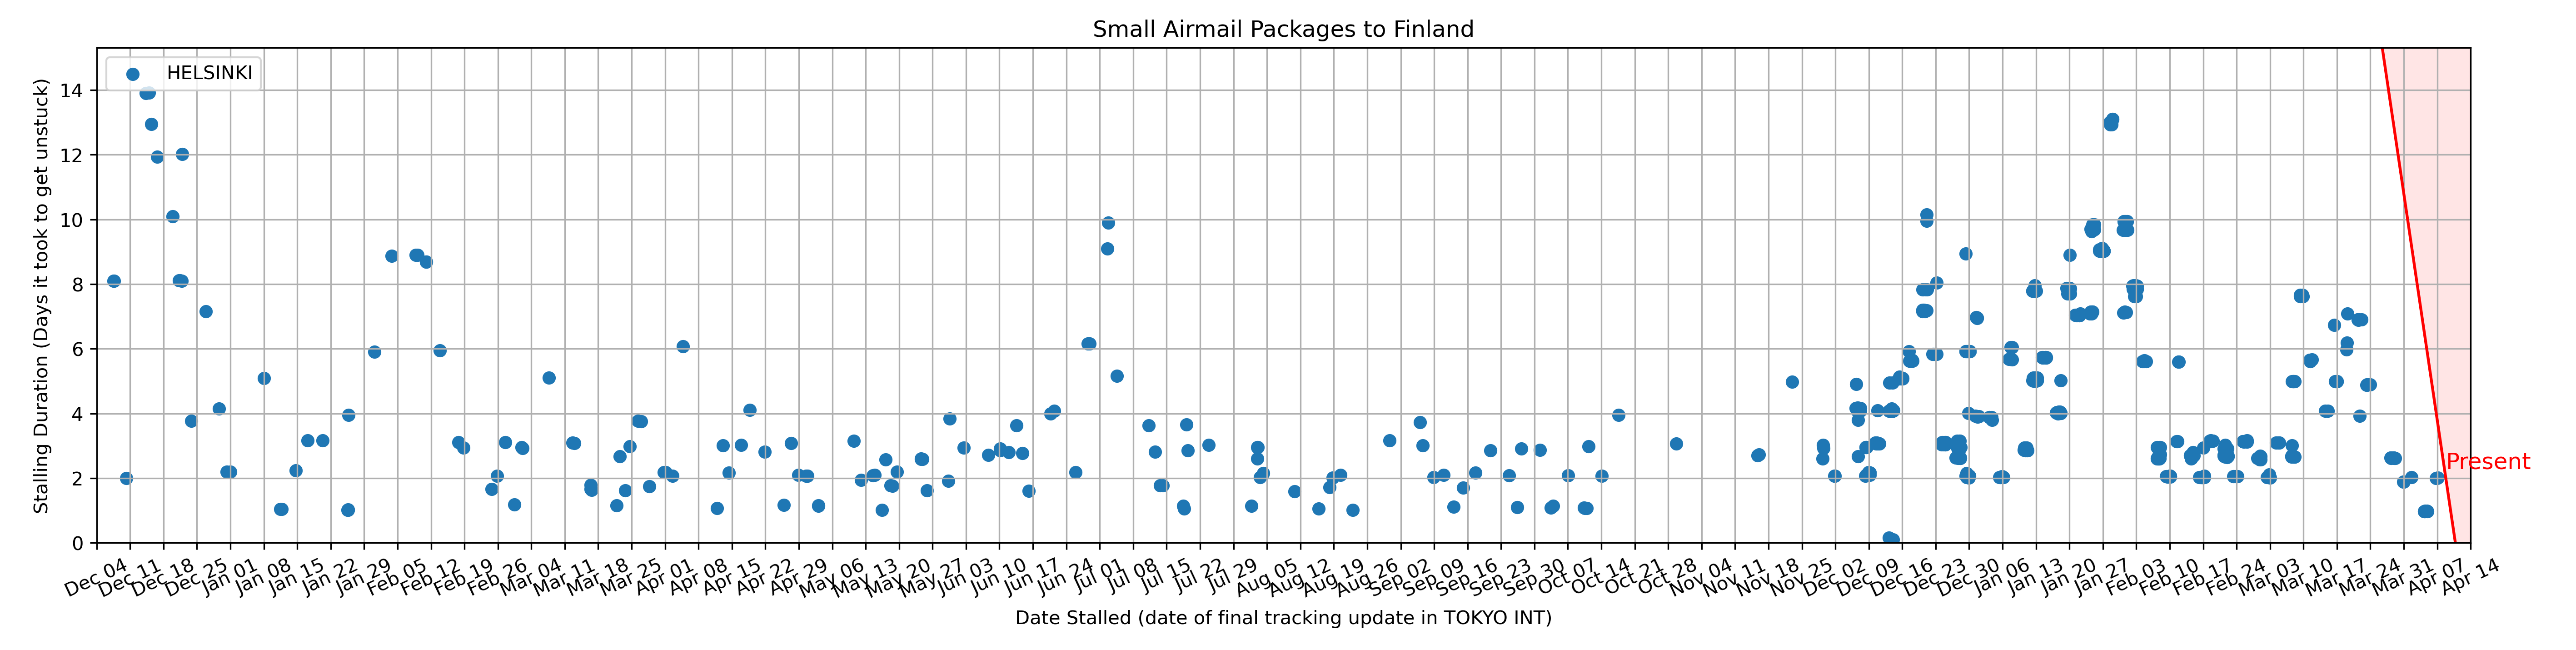 Small Airmail Packages to Finland
HELSINKI
Stalling Duration (Days it took to get unstuck)
14
12
10
8
6
4
2
0
Present
Dec 04 Dec 11 Dec 18 Dec 25 Jan 01 Jan 08 Jan 15 Jan 22 Jan 29 Feb 05 Feb 12 Feb 19 Feb 26 Mar 04 Mar 11 Mar 18 Mar 25 Apr 01 Apr 08 Apr 15 Apr 22 Apr 29 May 06 May 13 May 20 May 27 Jun 03 Jun 10 Jun 17 Jun 24 Jul 01 Jul 08 Jul 15 Jul 22 Jul 29 Aug 05 Aug 12 Aug 19 Aug 26 Sep 02 Sep 09 Sep 16 Sep 23 Sep 30 Oct 07 Oct 14 Oct 21 Oct 28 Nov 04 Nov 11 Nov 18 Nov 25 Dec 02 Dec 09 Dec 16 Dec 23 Dec 30 Jan 06 Jan 13 Jan 20 Jan 27 Feb 03 Feb 10 Feb 17 Feb 24 Mar 03 Mar 10 Mar 17 Mar 24 Mar 31 Apr 07 Apr 14
Date Stalled (date of final tracking update in TOKYO INT)